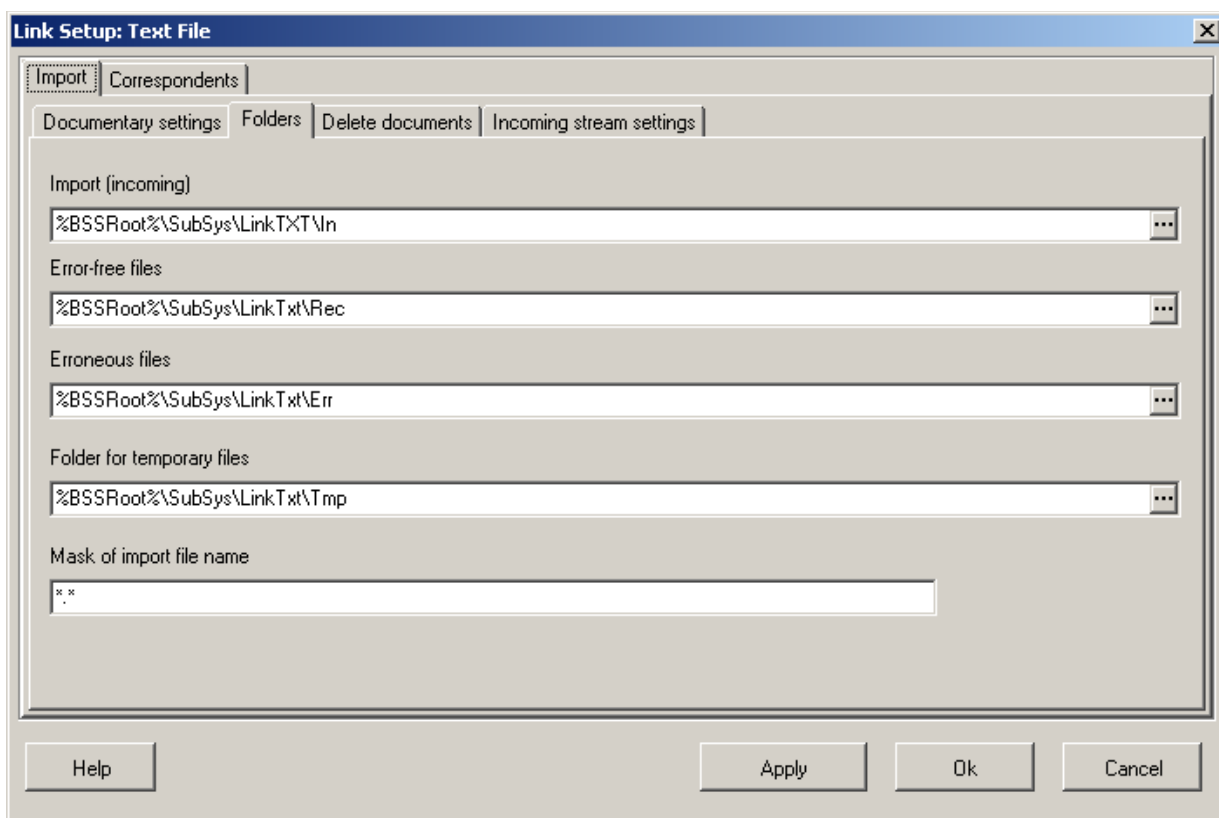 Link Setup: Text File
Import Correspondents
Documentary settings Folders Delete documents Incoming stream settings
Import (incoming)
%BSSRoot%\SubSys\LinkTXT\In
...
Error-free files
%BSSRoot%\SubSys\LinkTxt\Rec
...
Erroneous files
%BSSRoot%\SubSys\LinkTxt\Err
...
Folder for temporary files
%BSSRoot%\SubSys\LinkTxt\Tmp
...
Mask of import file name
*.*
Help Apply Ok Cancel